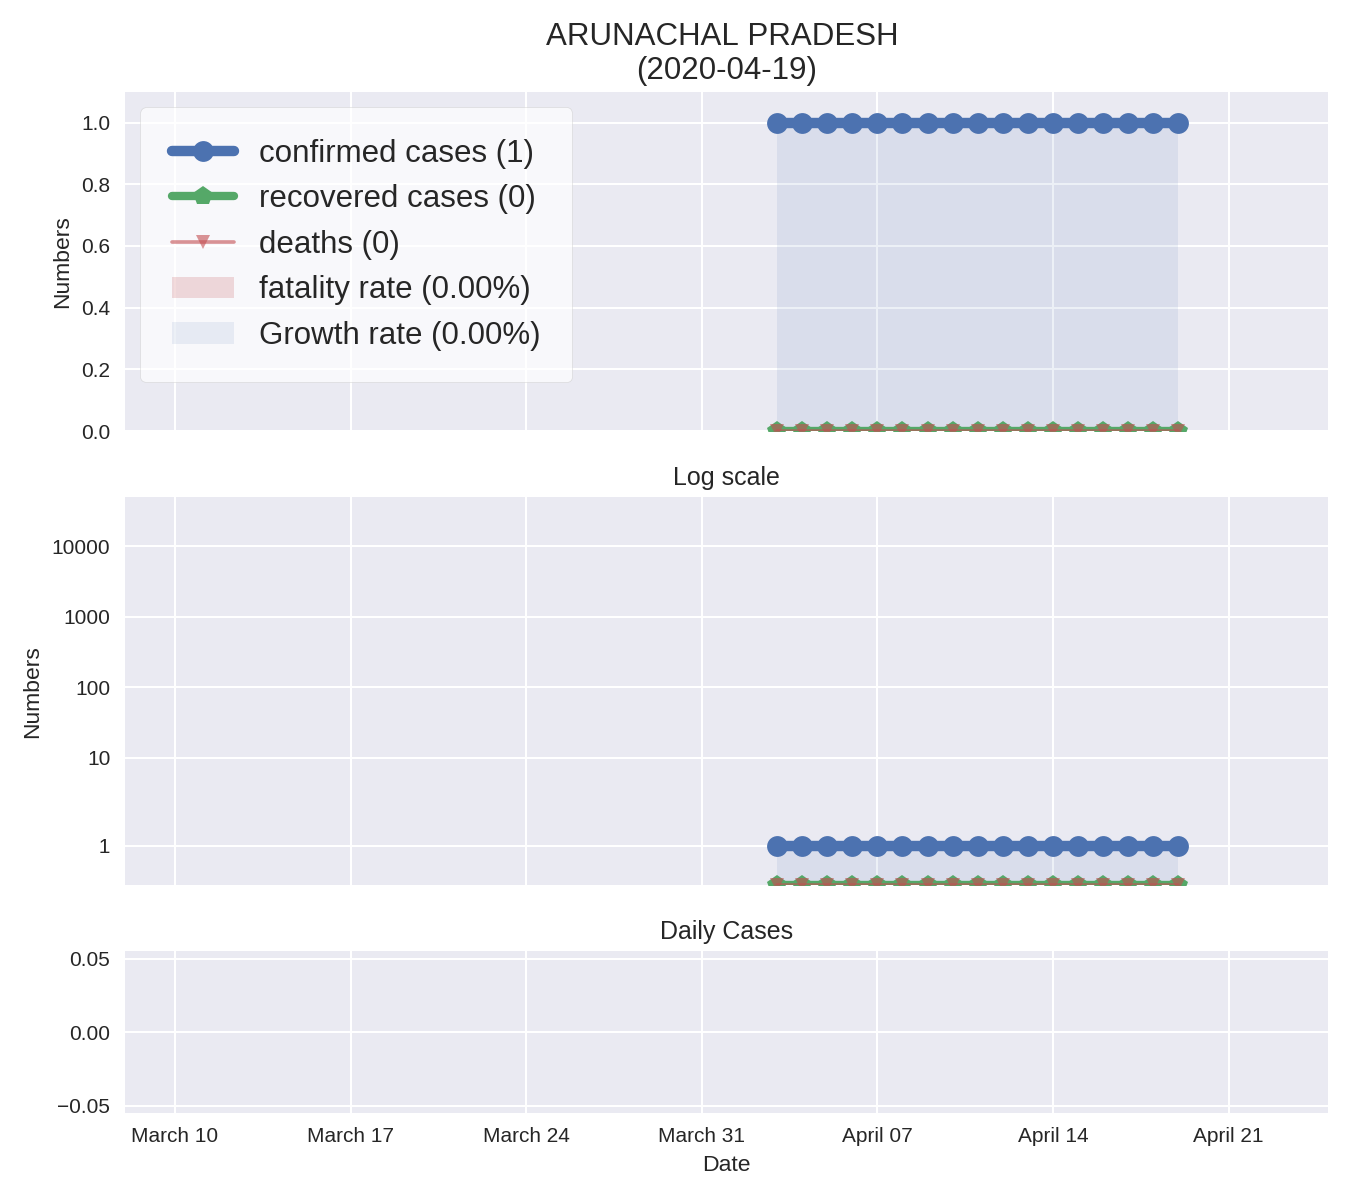 ARUNACHAL PRADESH
(2020-04-19)
1.0
0.8
0.6
0.4
0.2
0.0
Numbers
confirmed cases (1)
recovered cases (0)
deaths (0)
fatality rate (0.00%)
Growth rate (0.00%)
Log scale
10000
1000
100
10
1
Numbers
Daily Cases
0.05
0.00
−0.05
March 10 March 17 March 24 March 31 April 07 April 14 April 21
Date